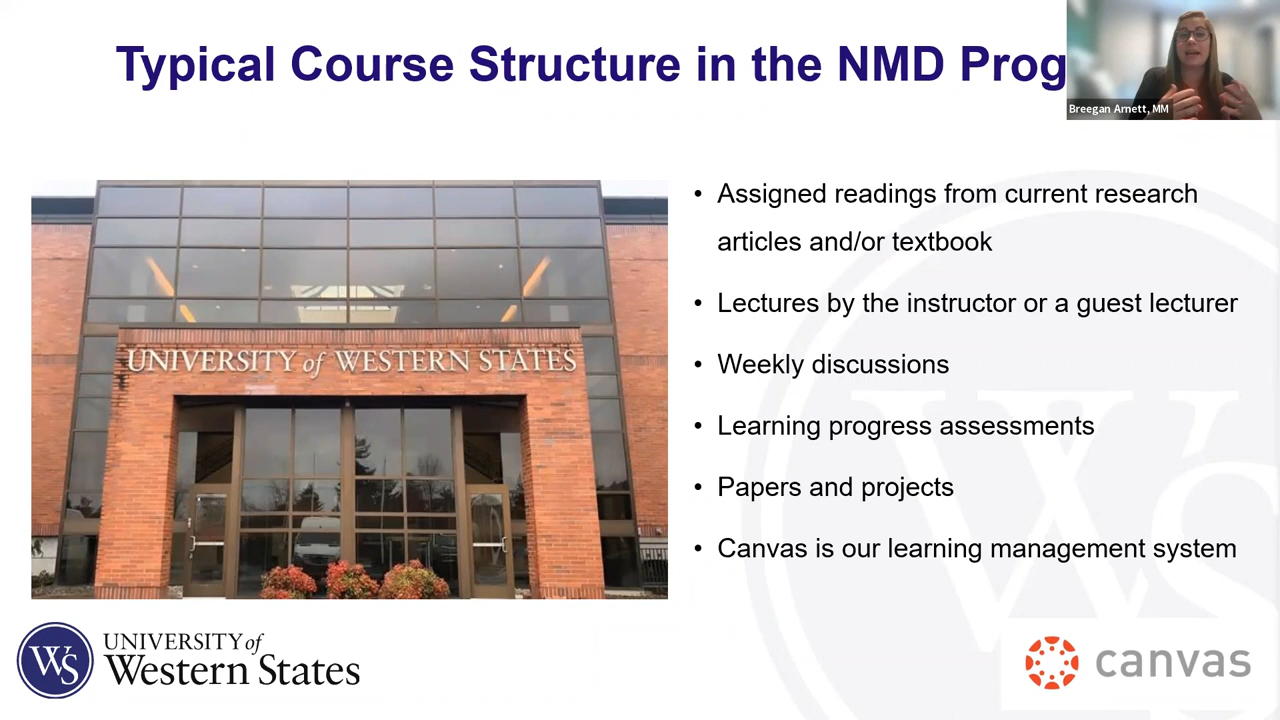 Typical Course Structure in the NMD Prog
Breegan Arnett, MM
• Assigned readings from current research
articles and/or textbook
• Lectures by the instructor or a guest lecturer
• Weekly discussions
• Learning progress assessments
• Papers and projects
• Canvas is our learning management system
UNIVERSITY of WESTERN STATES
WS
UNIVERSITY of
Western States
canvas
WS